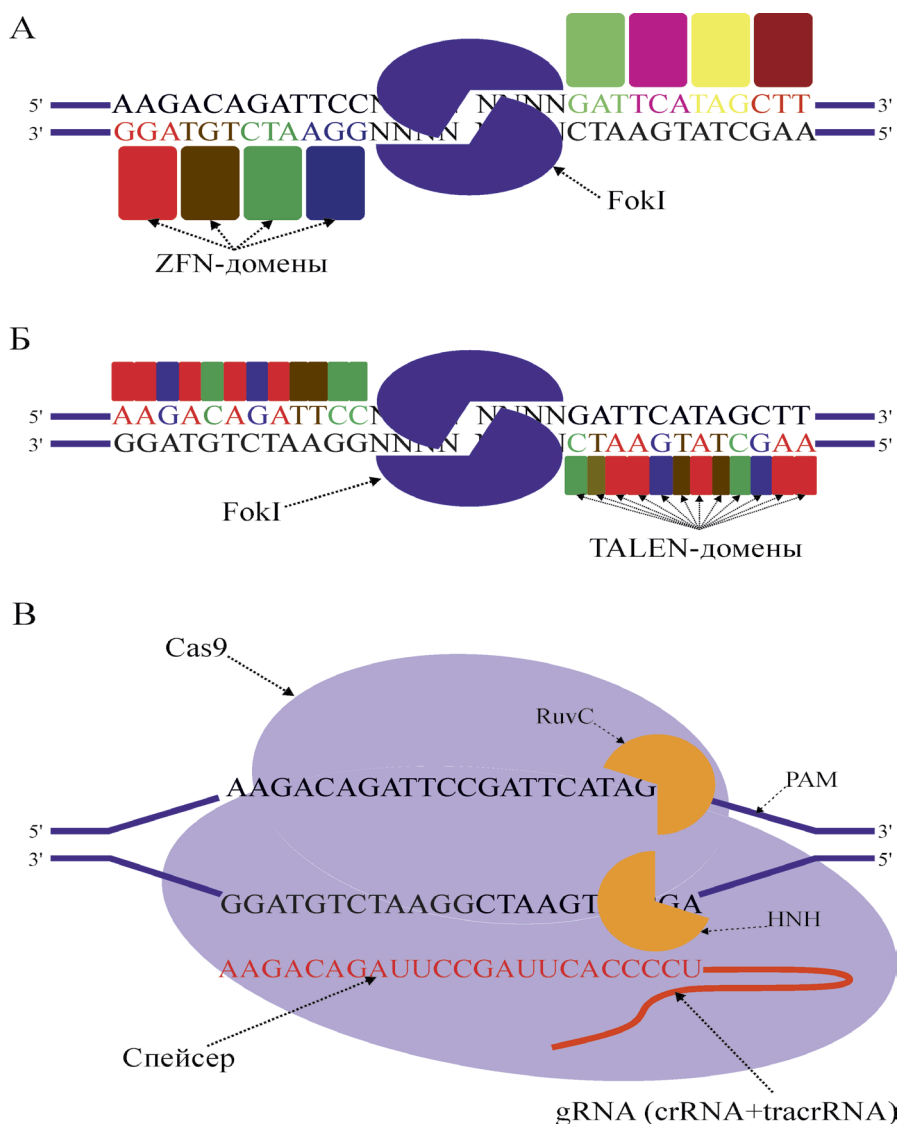 А
5' AAGACAGATTCCN NNNNGATTCATAGCTT 3'
3' GGATGTCTAAGGNNNN NCTAAGTATCGAA 5'
FokI
ZFN-домены
Б
5' AAGACAGATTCCN NNNNGATTCATAGCTT 3'
3' GGATGTCTAAGGNNNN CTAAGTATCGAA 5'
FokI
TALEN-домены
В
Cas9
RuvC
AAGACAGATTCCGATTCATAG
PAM
5' 3'
3' 5'
GGATGTCTAAGGCTAAGT GA
HNH
AAGACAGAUUCCGAUUCACCCCU
Спейсер
gRNA (crRNA+tracrRNA)